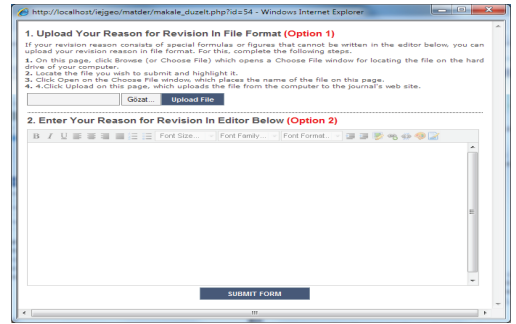 http://localhost/iejgeo/matder/makale_duzelt.php?id=54 - Windows Internet Explorer
1. Upload Your Reason for Revision In File Format (Option 1)
If your revision reason consists of special formulas or figures that cannot be written in the editor below, you can
upload your revision reason in file format. For this, complete the following steps.
1. On this page, click Browse (or Choose File) which opens a Choose File window for locating the file on the hard
drive of your computer.
2. Locate the file you wish to submit and highlight it.
3. Click Open on the Choose File window, which places the name of the file on this page.
4. 4.Click Upload on this page, which uploads the file from the computer to the journal's web site.
Gözat... Upload File
2. Enter Your Reason for Revision In Editor Below (Option 2)
B I U Font Size... Font Family... Font Format...
SUBMIT FORM